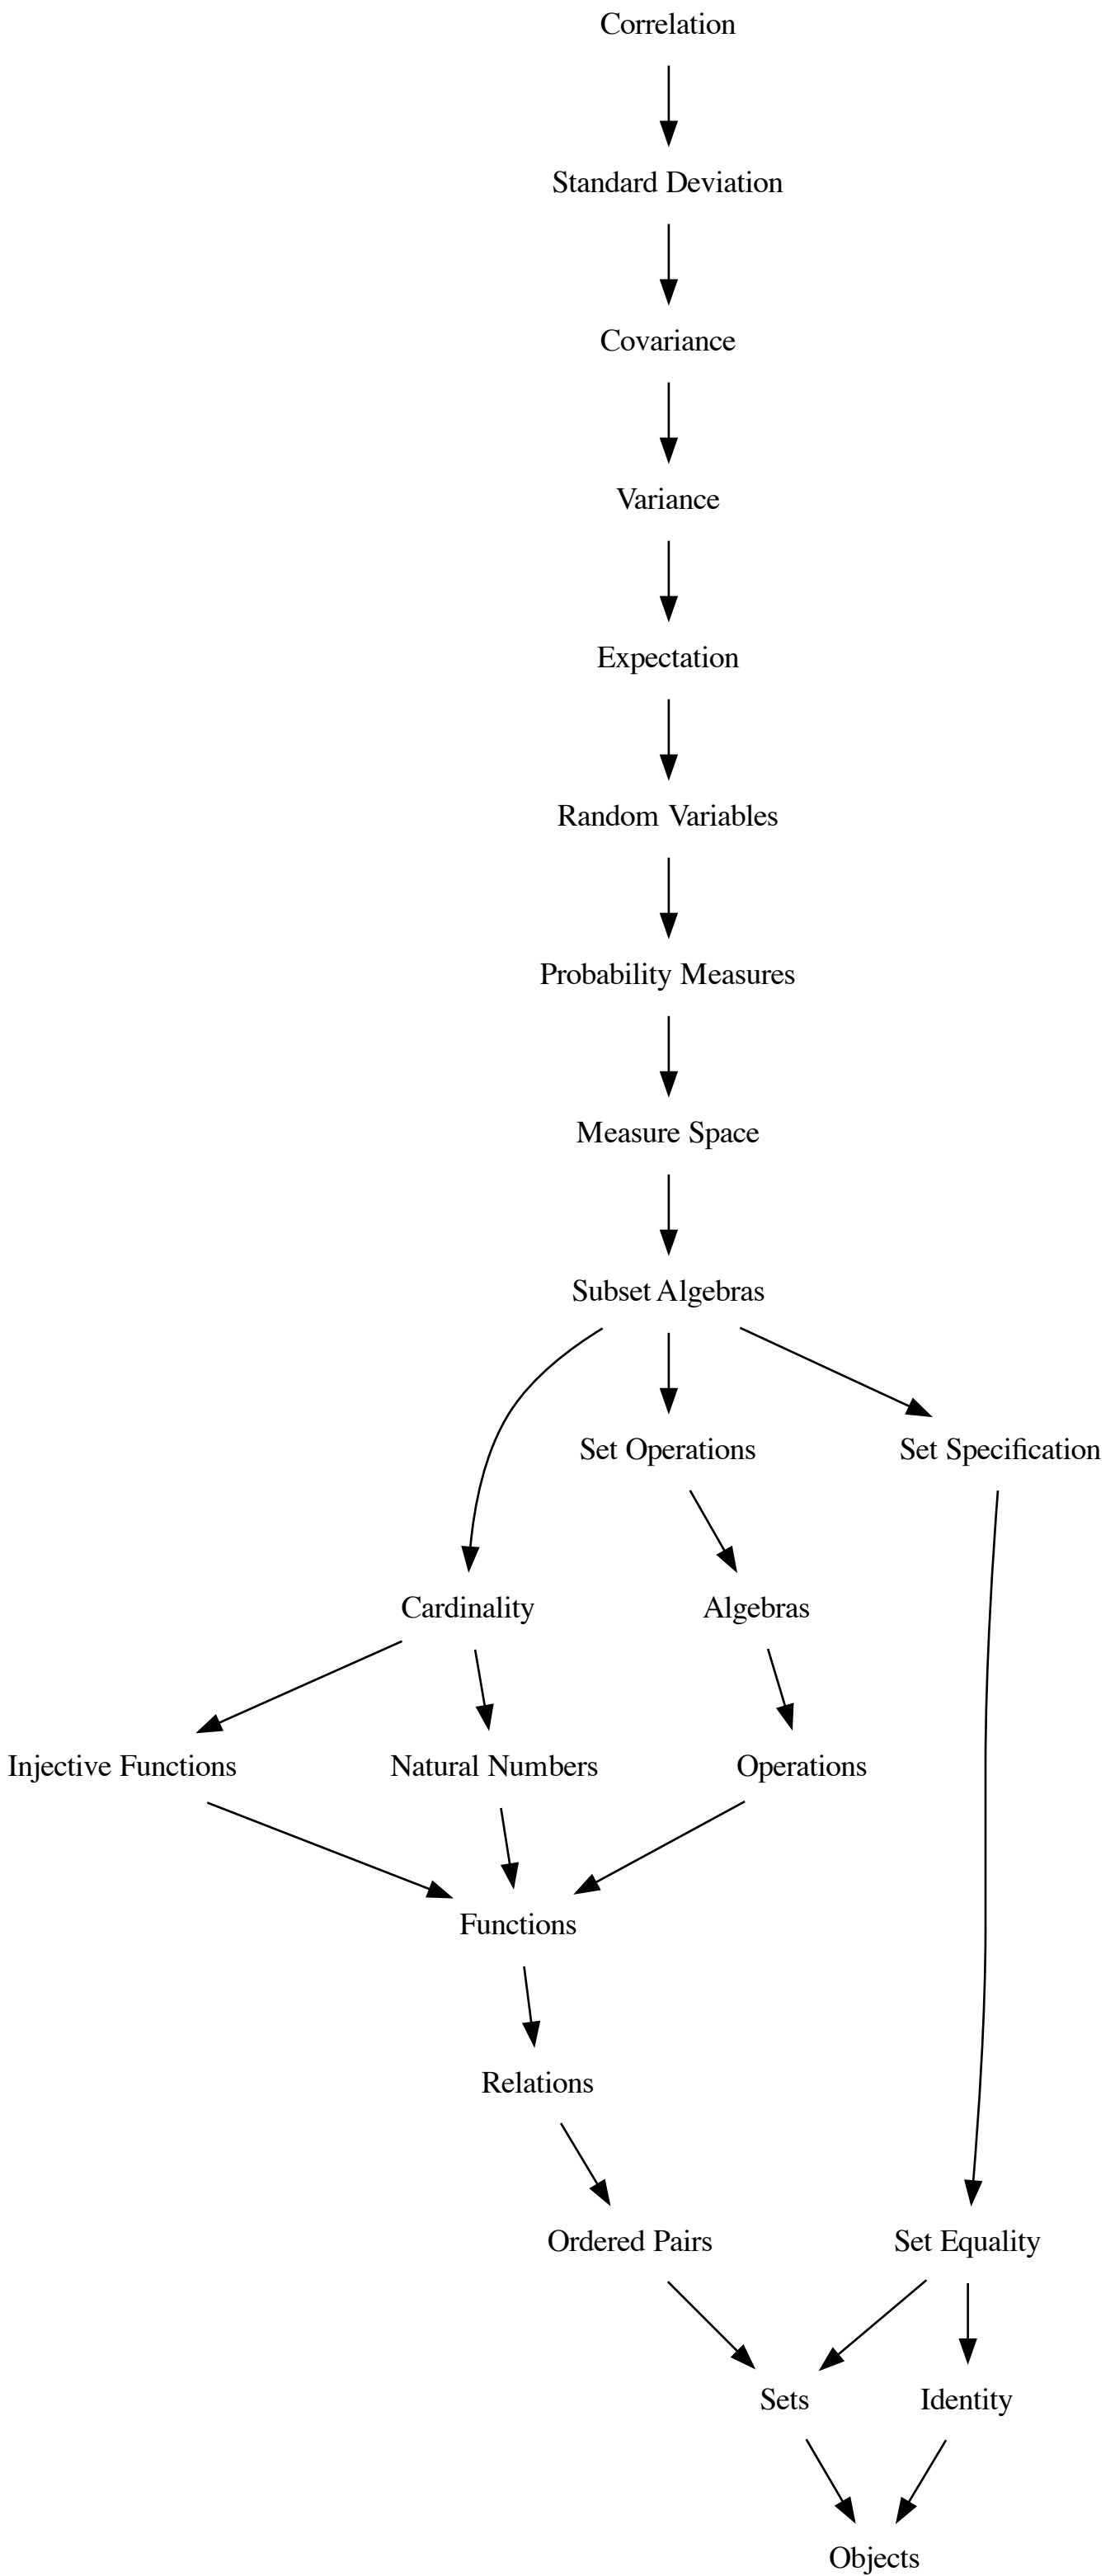 Correlation
Standard Deviation
Covariance
Variance
Expectation
Random Variables
Probability Measures
Measure Space
Subset Algebras
Set Operations
Set Specification
Cardinality
Algebras
Injective Functions
Natural Numbers
Operations
Functions
Relations
Ordered Pairs
Set Equality
Sets
Identity
Objects